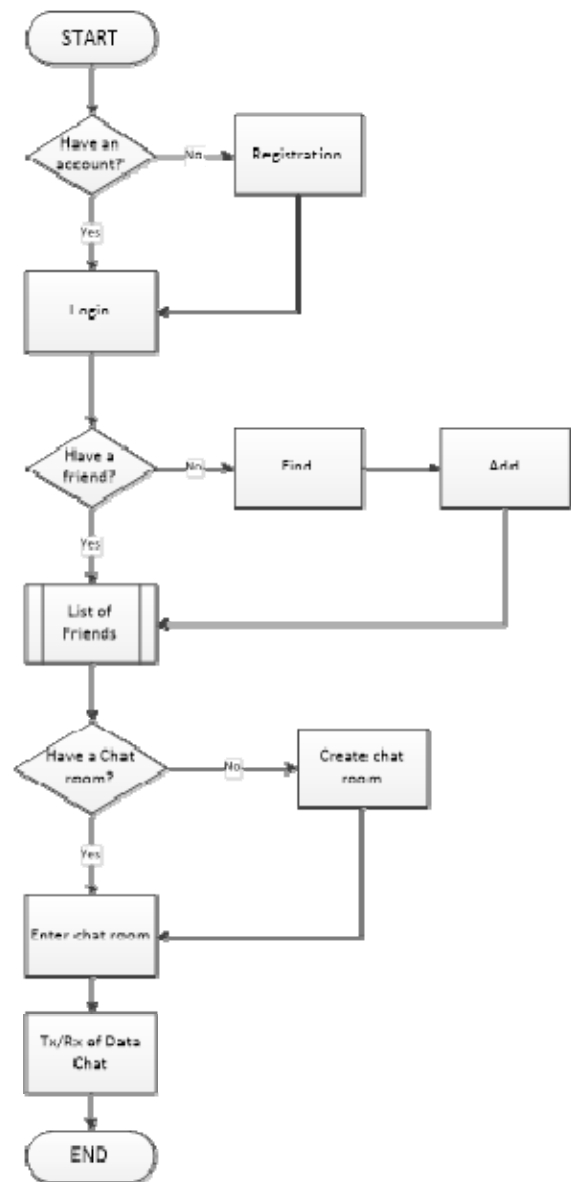 START
Have an
account?
No
Registration
Yes
Login
Have a
friend?
No
Find
Add
Yes
List of
Friends
Have a Chat
room?
No
Create chat
room
Yes
Enter chat room
Tx/Rx of Data
Chat
END